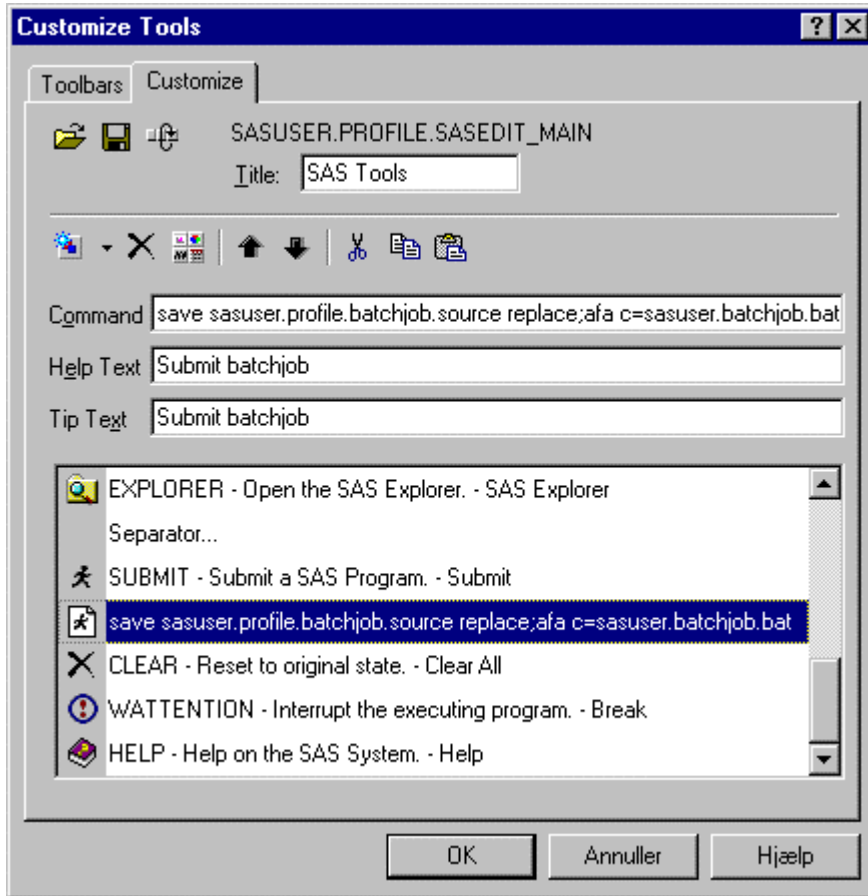 Customize Tools
Toolbars
Customize
SASUSER.PROFILE.SASEDIT_MAIN
Title: SAS Tools
Command save sasuser.profile.batchjob.source replace;afa c=sasuser.batchjob.bat
Help Text Submit batchjob
Tip Text Submit batchjob
EXPLORER - Open the SAS Explorer. - SAS Explorer
Separator...
SUBMIT - Submit a SAS Program. - Submit
save sasuser.profile.batchjob.source replace;afa c=sasuser.batchjob.bat
CLEAR - Reset to original state. - Clear All
WATTENTION - Interrupt the executing program. - Break
HELP - Help on the SAS System. - Help
OK
Annuller
Hjælp